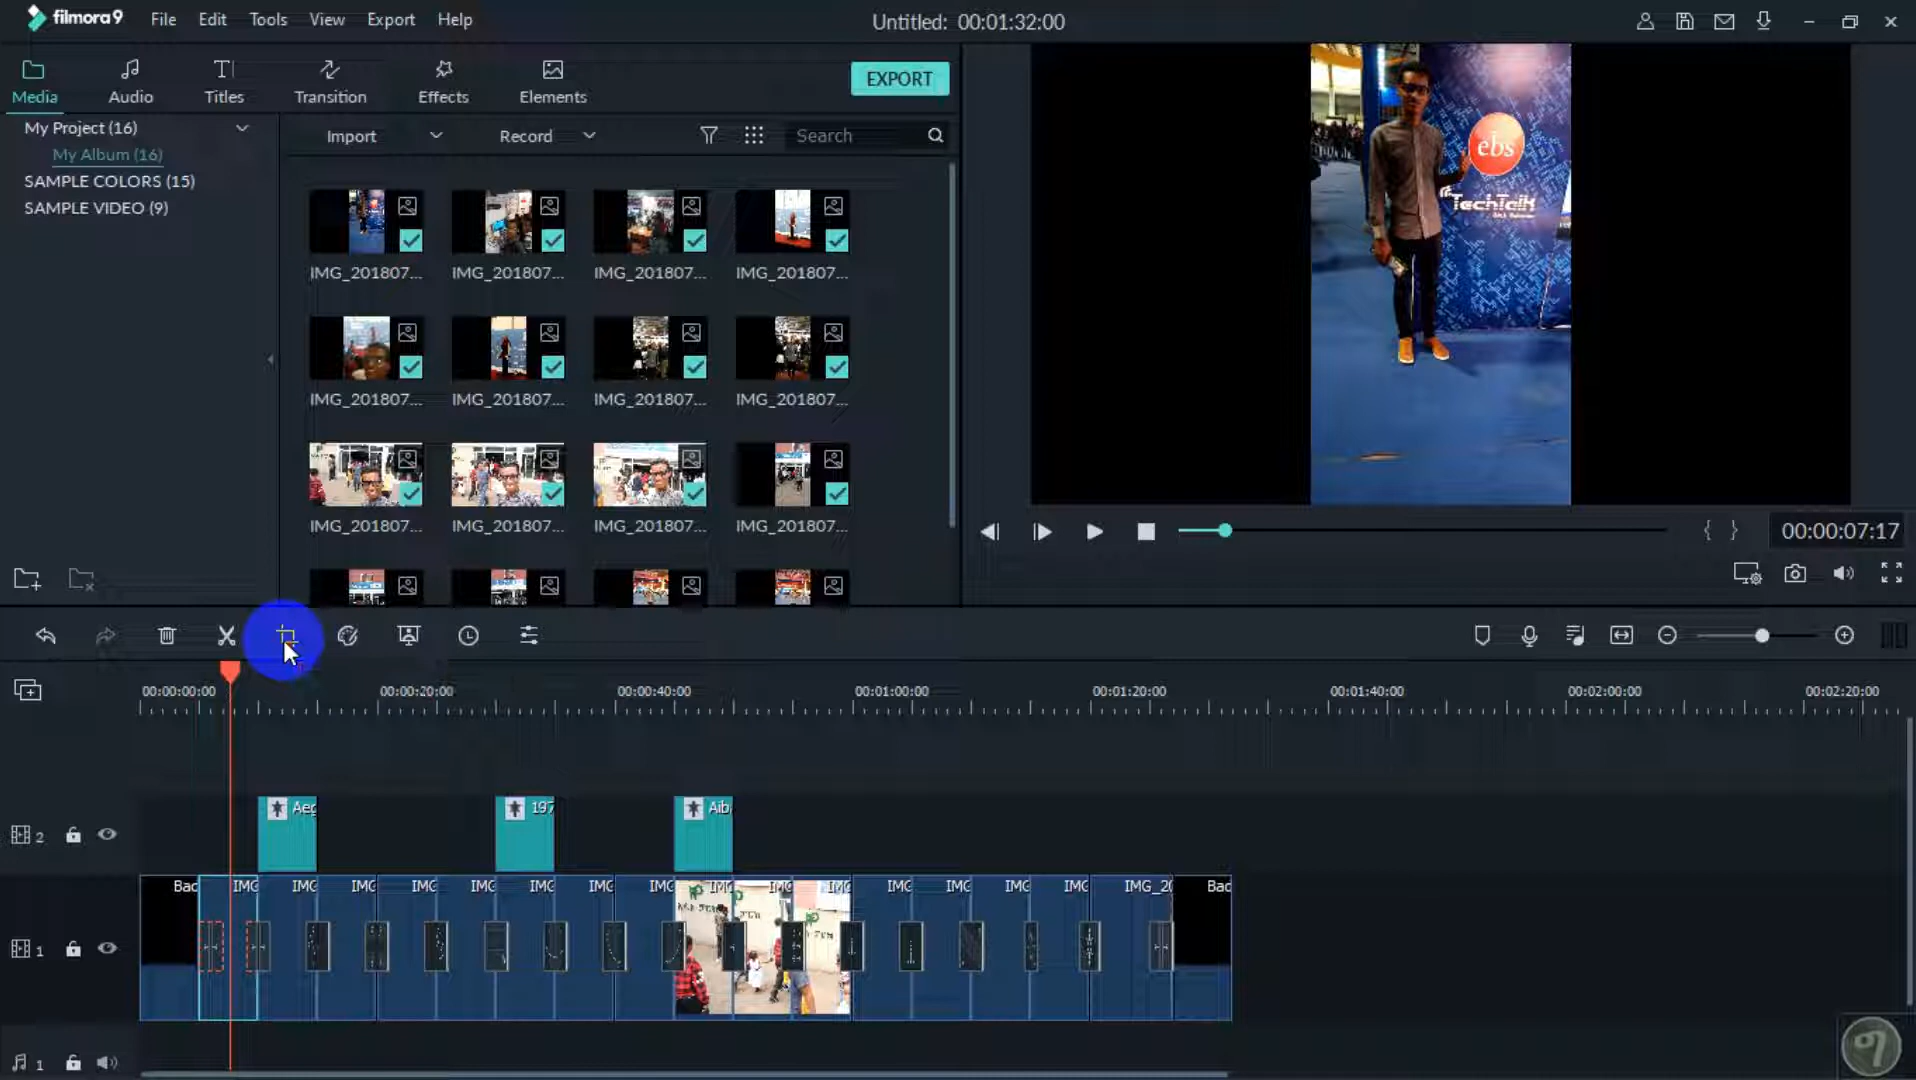 filmora9 File Edit Tools View Export Help
Untitled: 00:01:32:00
Media Audio Titles Transition Effects Elements
EXPORT
My Project (16)
My Album (16)
SAMPLE COLORS (15)
SAMPLE VIDEO (9)
Import Record Search
IMG_201807... IMG_201807... IMG_201807... IMG_201807...
IMG_201807... IMG_201807... IMG_201807... IMG_201807...
IMG_201807... IMG_201807... IMG_201807... IMG_201807...
ebs
TechTalk
{ } 00:00:07:17
00:00:00:00 00:00:20:00 00:00:40:00 00:01:00:00 00:01:20:00 00:01:40:00 00:02:00:00 00:02:20:00
2 Aeg 197 Aib
Bac IMG IMG IMG IMG IMG IMG IMG IMG IMG IMG IMG IMG IMG IMG IMG IMG_20 Bac
1
1